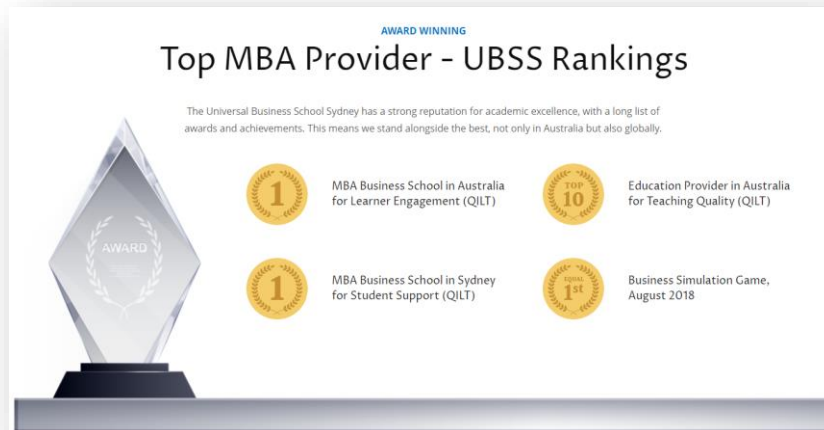 AWARD WINNING
Top MBA Provider - UBSS Rankings
The Universal Business School Sydney has a strong reputation for academic excellence, with a long list of
awards and achievements. This means we stand alongside the best, not only in Australia but also globally.
1
MBA Business School in Australia
for Learner Engagement (QILT)
TOP
10
Education Provider in Australia
for Teaching Quality (QILT)
AWARD
1
MBA Business School in Sydney
for Student Support (QILT)
EQUAL
1st
Business Simulation Game,
August 2018